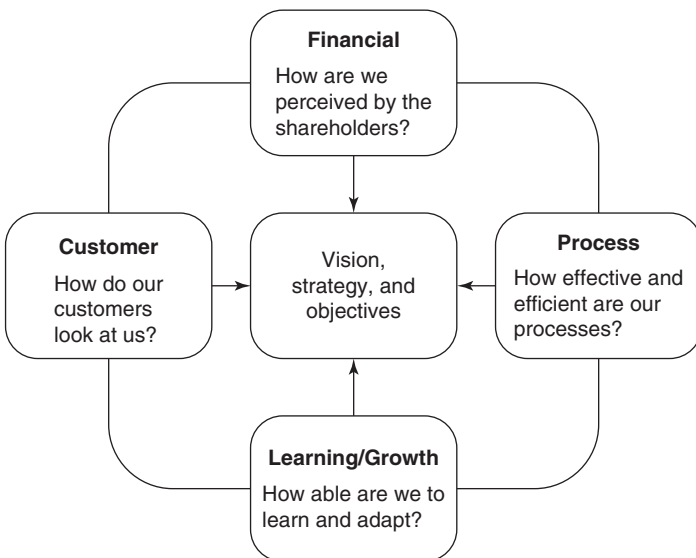 Financial
How are we
perceived by the
shareholders?
Customer
How do our
customers
look at us?
Vision,
strategy, and
objectives
Process
How effective and
efficient are our
processes?
Learning/Growth
How able are we to
learn and adapt?